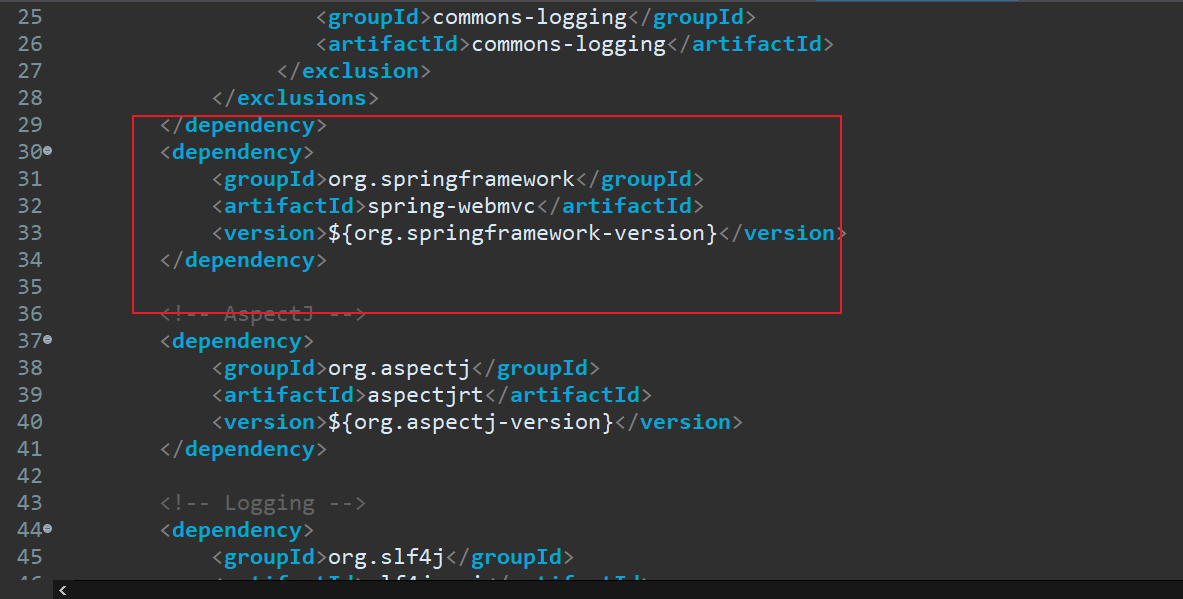 25 <groupId>commons-logging</groupId>
26 <artifactId>commons-logging</artifactId>
27 </exclusion>
28 </exclusions>
29 </dependency>
30 <dependency>
31 <groupId>org.springframework</groupId>
32 <artifactId>spring-webmvc</artifactId>
33 <version>${org.springframework-version}</version>
34 </dependency>
35
36 <!-- AspectJ -->
37 <dependency>
38 <groupId>org.aspectj</groupId>
39 <artifactId>aspectjrt</artifactId>
40 <version>${org.aspectj-version}</version>
41 </dependency>
42
43 <!-- Logging -->
44 <dependency>
45 <groupId>org.slf4j</groupId>